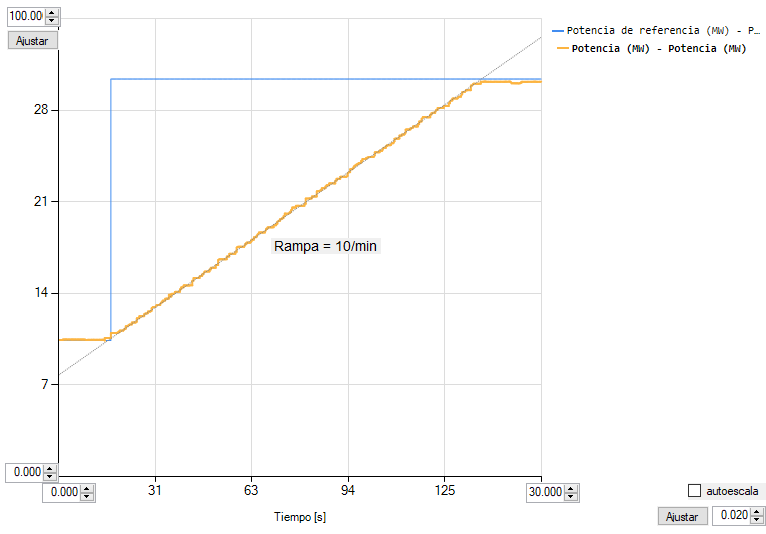 100.000
Ajustar
Potencia de referencia (MW) - P...
Potencia (MW) - Potencia (MW)
28
21
Rampa = 10/min
14
7
0.000
0.000
31
63
94
125
30.000
autoescala
Tiempo [s]
Ajustar
0.020